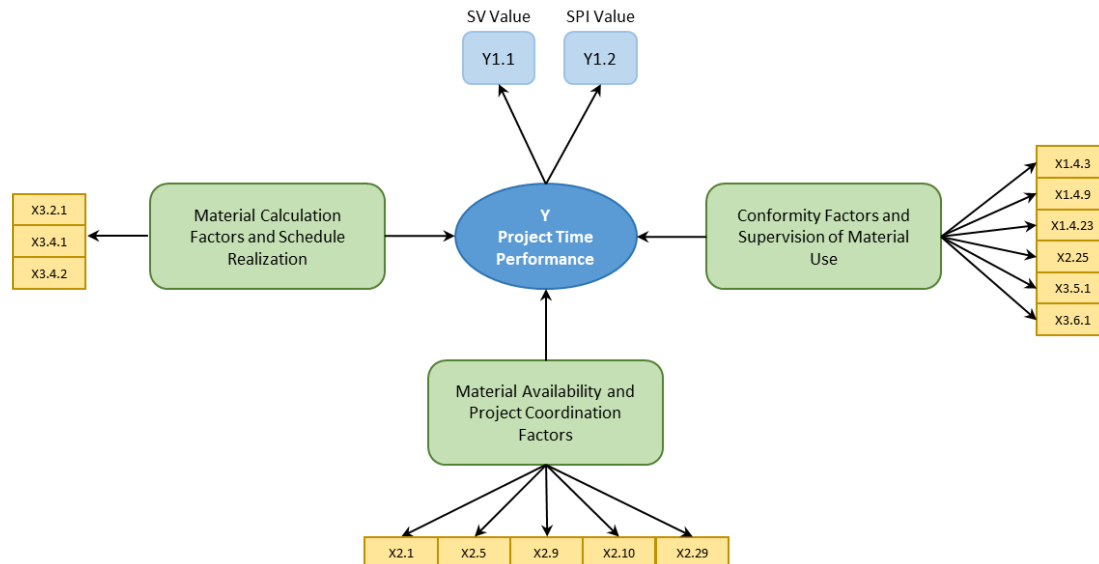 SV Value
SPI Value
Y1.1
Y1.2
X3.2.1
X3.4.1
X3.4.2
Material Calculation
Factors and Schedule
Realization
Y
Project Time
Performance
Conformity Factors and
Supervision of Material
Use
X1.4.3
X1.4.9
X1.4.23
X2.25
X3.5.1
X3.6.1
Material Availability and
Project Coordination
Factors
X2.1
X2.5
X2.9
X2.10
X2.29